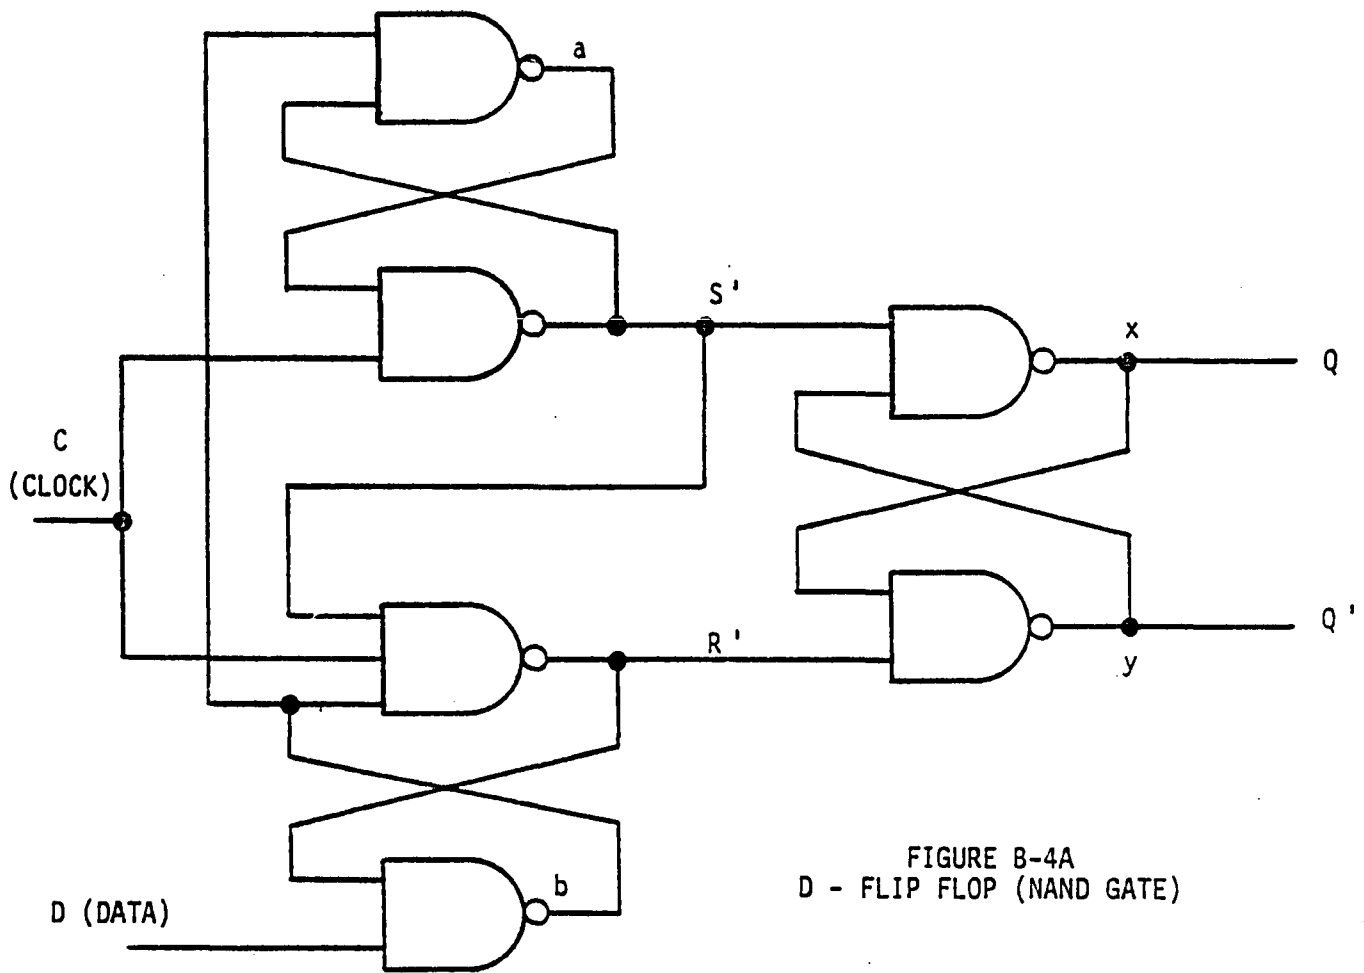 a
S'
x
Q
C
(CLOCK)
R'
Q'
y
b
D (DATA)
FIGURE B-4A
D - FLIP FLOP (NAND GATE)